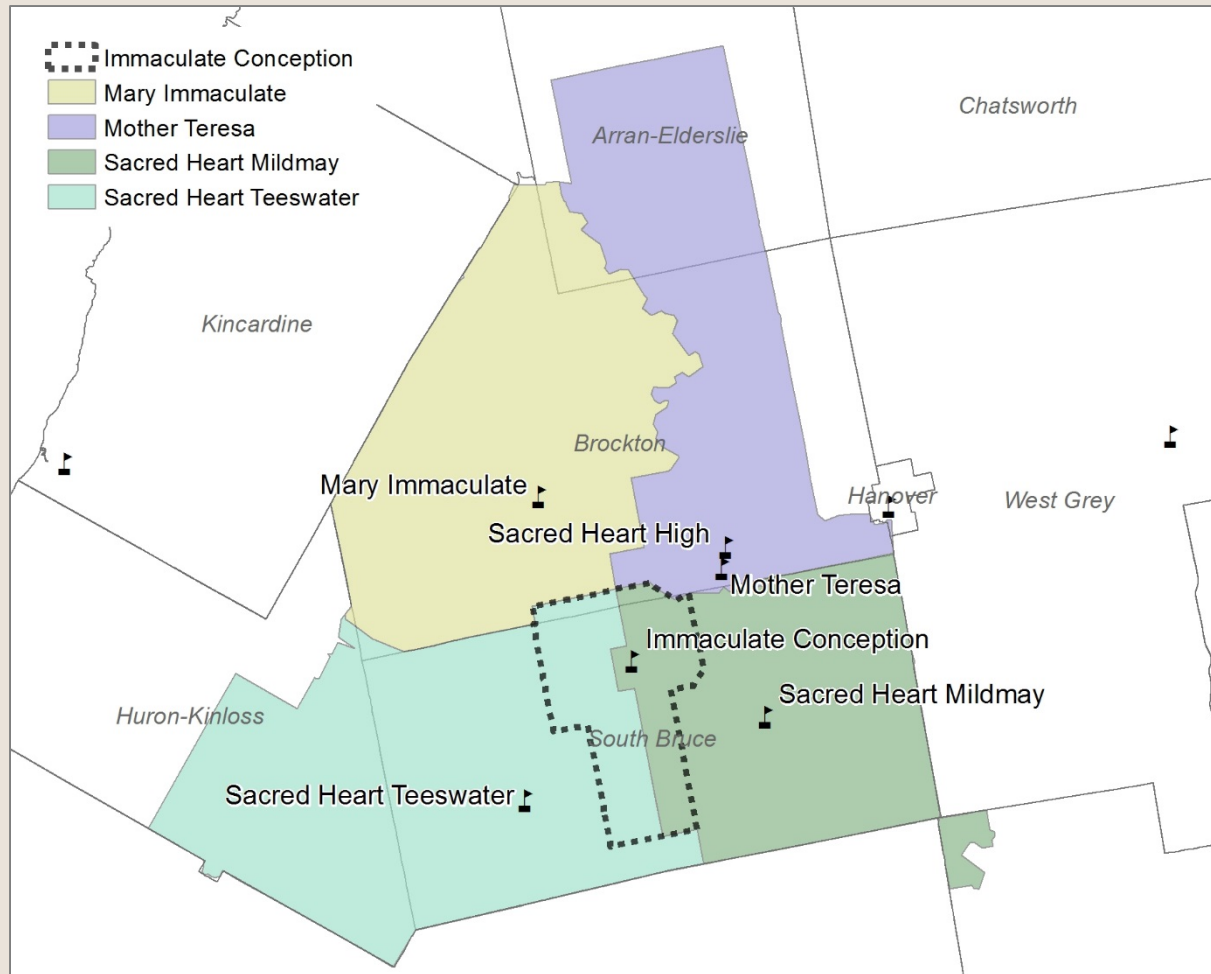 Immaculate Conception
Mary Immaculate
Mother Teresa
Sacred Heart Mildmay
Sacred Heart Teeswater
Chatsworth
Arran-Elderslie
Kincardine
Brockton
Mary Immaculate
Hanover
West Grey
Sacred Heart High
Mother Teresa
Immaculate Conception
Sacred Heart Mildmay
Huron-Kinloss
South Bruce
Sacred Heart Teeswater